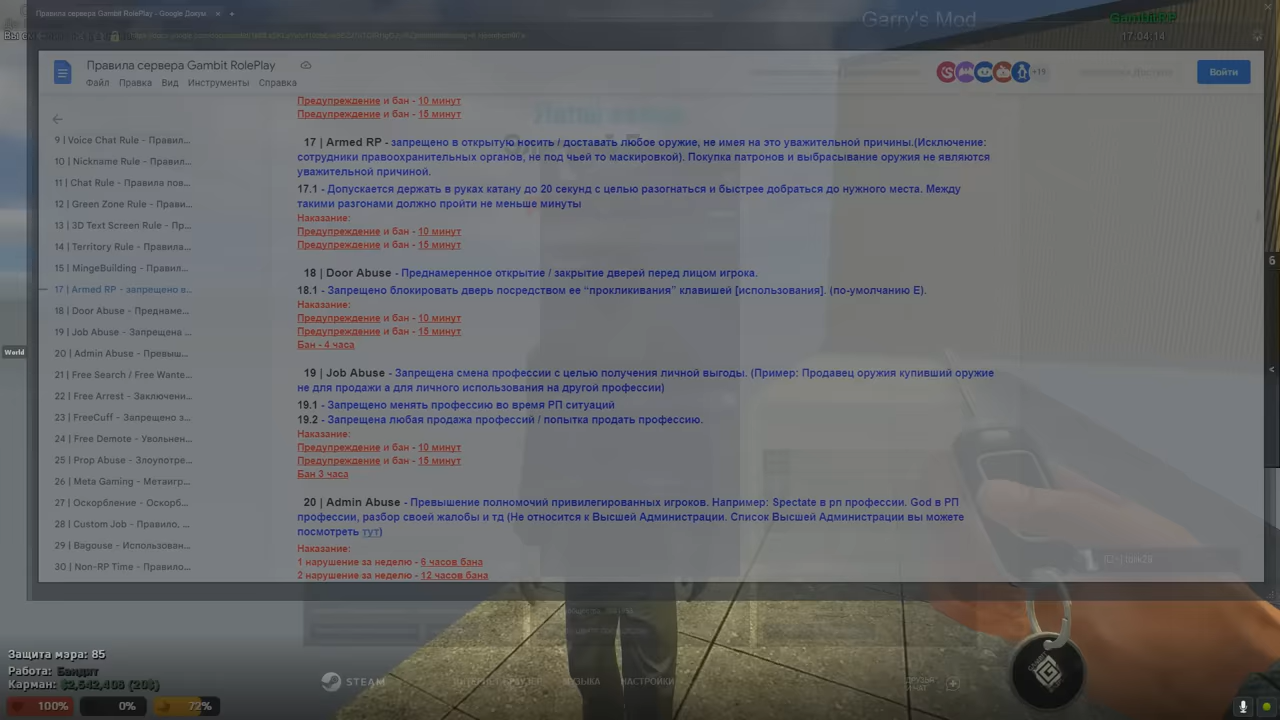 Правила сервера Gambit RolePlay - Google Докум
Garry's Mod
GambitRP
17.04.14
Правила сервера Gambit RolePlay
Файл Правка Вид Инструменты Справка
+19
Войти
9 | Voice Chat Rule - Правил...
10 | Nickname Rule - Правил...
11 | Chat Rule - Правила пов...
12 | Green Zone Rule - Прави...
13 | 3D Text Screen Rule - Пр...
14 | Territory Rule - Правила...
15 | MingeBuilding - Правил...
17 | Armed RP - запрещено в...
18 | Door Abuse - Преднаме...
19 | Job Abuse - Запрещена ...
20 | Admin Abuse - Превыш...
21 | Free Search / Free Wante...
22 | Free Arrest - Заключени...
23 | FreeCuff - Запрещено з...
24 | Free Demote - Увольнен...
25 | Prop Abuse - Злоупотре...
26 | Meta Gaming - Метаигр...
27 | Оскорбление - Оскорб...
28 | Custom Job - Правило, ...
29 | Bagouse - Использован...
30 | Non-RP Time - Правило...
Предупреждение и бан - 10 минут
Предупреждение и бан - 15 минут
17 | Armed RP - запрещено в открытую носить / доставать любое оружие, не имея на это уважительной причины.(Исключение:
сотрудники правоохранительных органов, не под чьей то маскировкой). Покупка патронов и выбрасывание оружия не являются
уважительной причиной.
17.1 - Допускается держать в руках катану до 20 секунд с целью разогнаться и быстрее добраться до нужного места. Между
такими разгонами должно пройти не меньше минуты
Наказание:
Предупреждение и бан - 10 минут
Предупреждение и бан - 15 минут
18 | Door Abuse - Преднамеренное открытие / закрытие дверей перед лицом игрока.
18.1 - Запрещено блокировать дверь посредством ее “прокликивания” клавишей [использования]. (по-умолчанию E).
Наказание:
Предупреждение и бан - 10 минут
Предупреждение и бан - 15 минут
Бан - 4 часа
19 | Job Abuse - Запрещена смена профессии с целью получения личной выгоды. (Пример: Продавец оружия купивший оружие
не для продажи а для личного использования на другой профессии)
19.1 - Запрещено менять профессию во время РП ситуаций
19.2 - Запрещена любая продажа профессий / попытка продать профессию.
Наказание:
Предупреждение и бан - 10 минут
Предупреждение и бан - 15 минут
Бан 3 часа
20 | Admin Abuse - Превышение полномочий привилегированных игроков. Например: Spectate в рп профессии. God в РП
профессии, разбор своей жалобы и тд (Не относится к Высшей Администрации. Список Высшей Администрации вы можете
посмотреть тут)
Наказание:
1 нарушение за неделю - 6 часов бана
2 нарушение за неделю - 12 часов бана
World
Защита мэра: 85
Работа: Бандит
Карман: $2,542,408 (20$)
100% 0% 72%
STEAM
МУЗЫКА
НАСТРОЙКИ